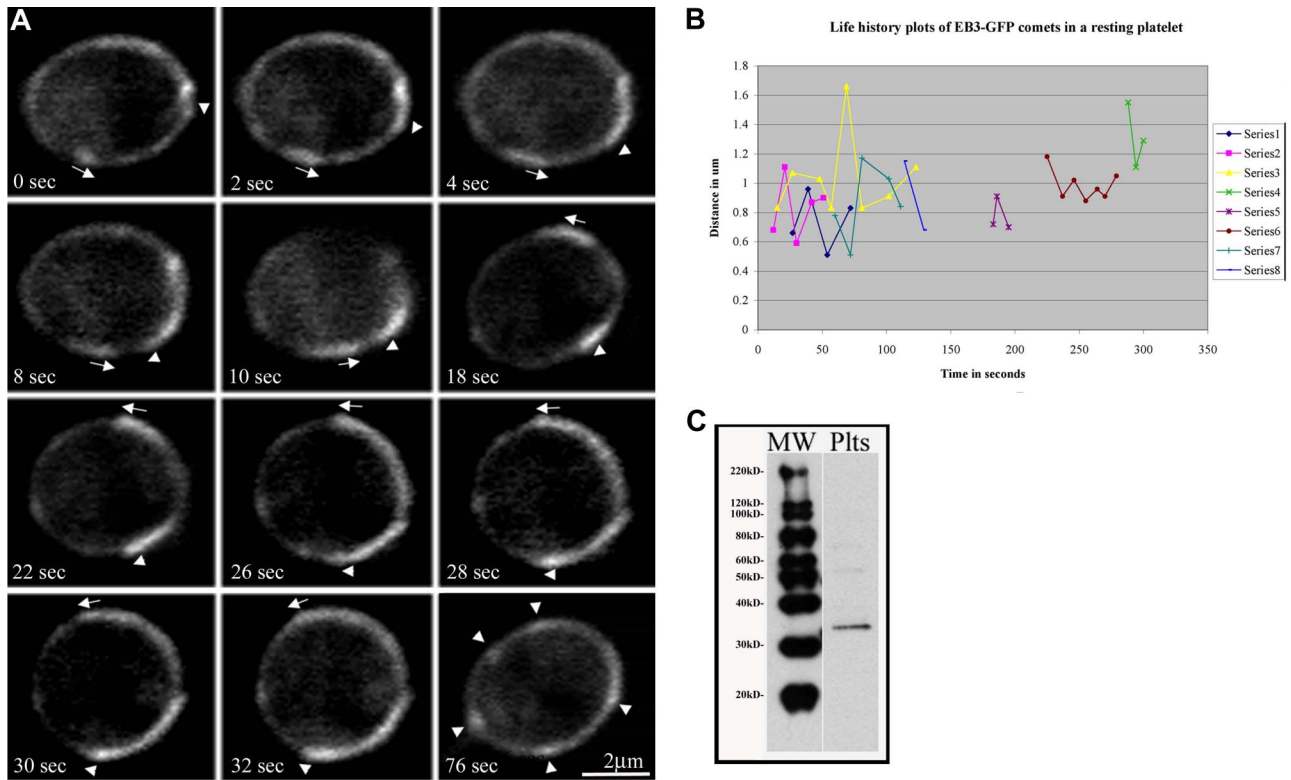 A
0 sec
2 sec
4 sec
8 sec
10 sec
18 sec
22 sec
26 sec
28 sec
30 sec
32 sec
76 sec
2μm
B
Life history plots of EB3-GFP comets in a resting platelet
Distance in um
1.8
1.6
1.4
1.2
1
0.8
0.6
0.4
0.2
0
0 50 100 150 200 250 300 350
Time in seconds
Series1
Series2
Series3
Series4
Series5
Series6
Series7
Series8
C
MW Plts
220kD-
120kD-
100kD-
80kD-
60kD-
50kD-
40kD-
30kD-
20kD-